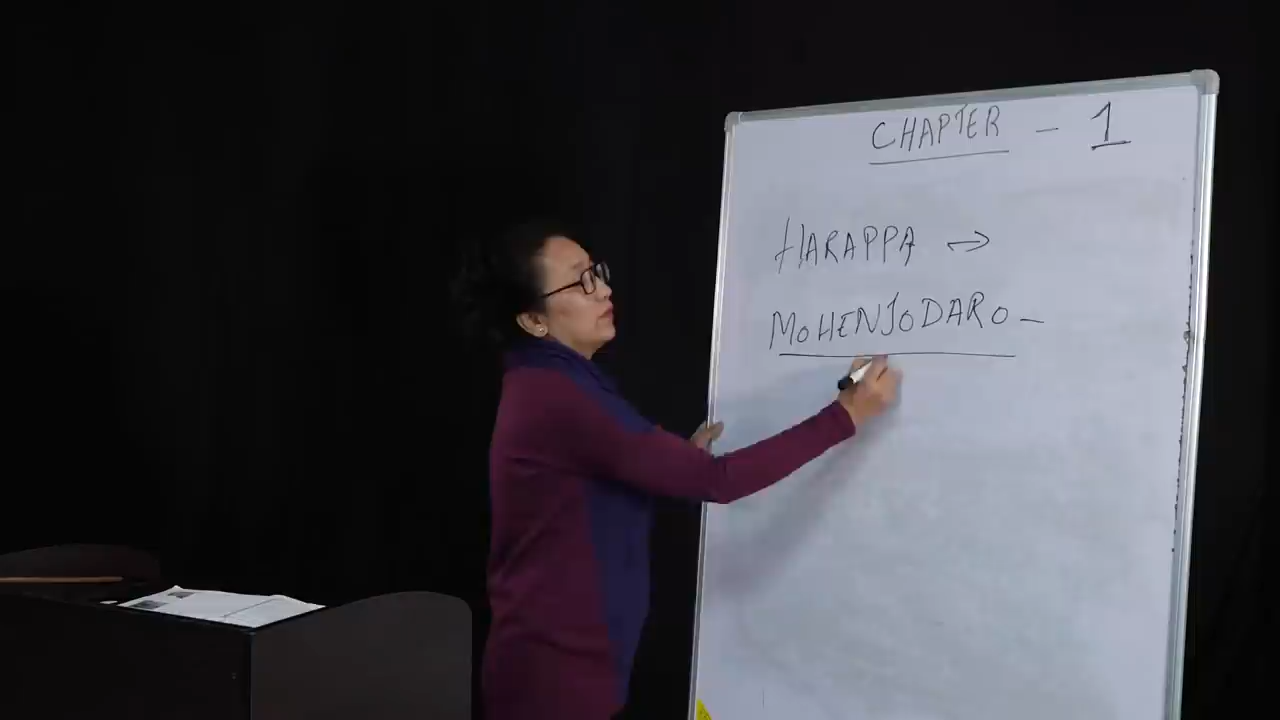 CHAPTER - 1
HARAPPA →
MOHENJODARO -